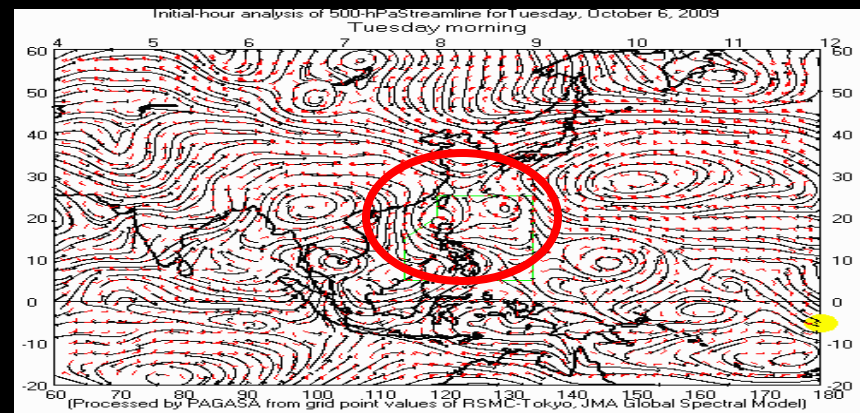 Initial-hour analysis of 500-hPaStreamline forTuesday, October 6, 2009
Tuesday morning
4 5 6 7 8 9 10 11 12
60 60
50 50
40 40
30 30
20 20
10 10
0 0
-10 -10
-20 -20
60 70 80 90 100 110 120 130 140 150 160 170 180
(Processed by PAGASA from grid point values of RSMC-Tokyo, JMA Global Spectral Model)